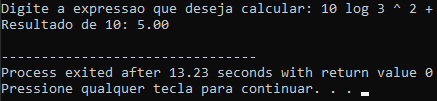 Digite a expressao que deseja calcular: 10 log 3 ^ 2 +
Resultado de 10: 5.00
--------------------------------
Process exited after 13.23 seconds with return value 0
Pressione qualquer tecla para continuar. . .